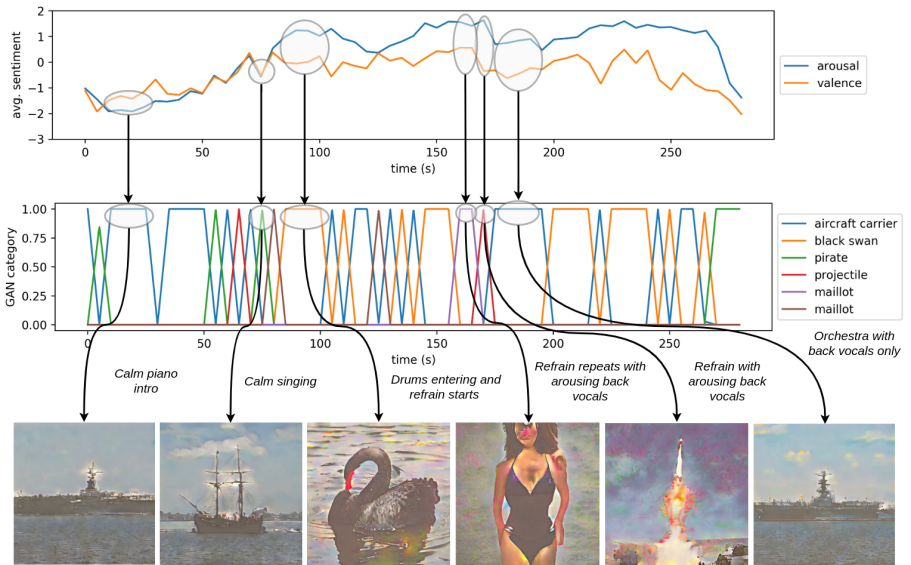 2
1
0
−1
−2
−3
avg. sentiment
0
50
100
150
200
250
time (s)
arousal
valence
1.00
0.75
0.50
0.25
0.00
GAN category
0
50
100
150
200
250
time (s)
aircraft carrier
black swan
pirate
projectile
maillot
maillot
Calm piano
intro
Calm singing
Drums entering and
refrain starts
Refrain repeats with
arousing back
vocals
Refrain with
arousing back
vocals
Orchestra with
back vocals only